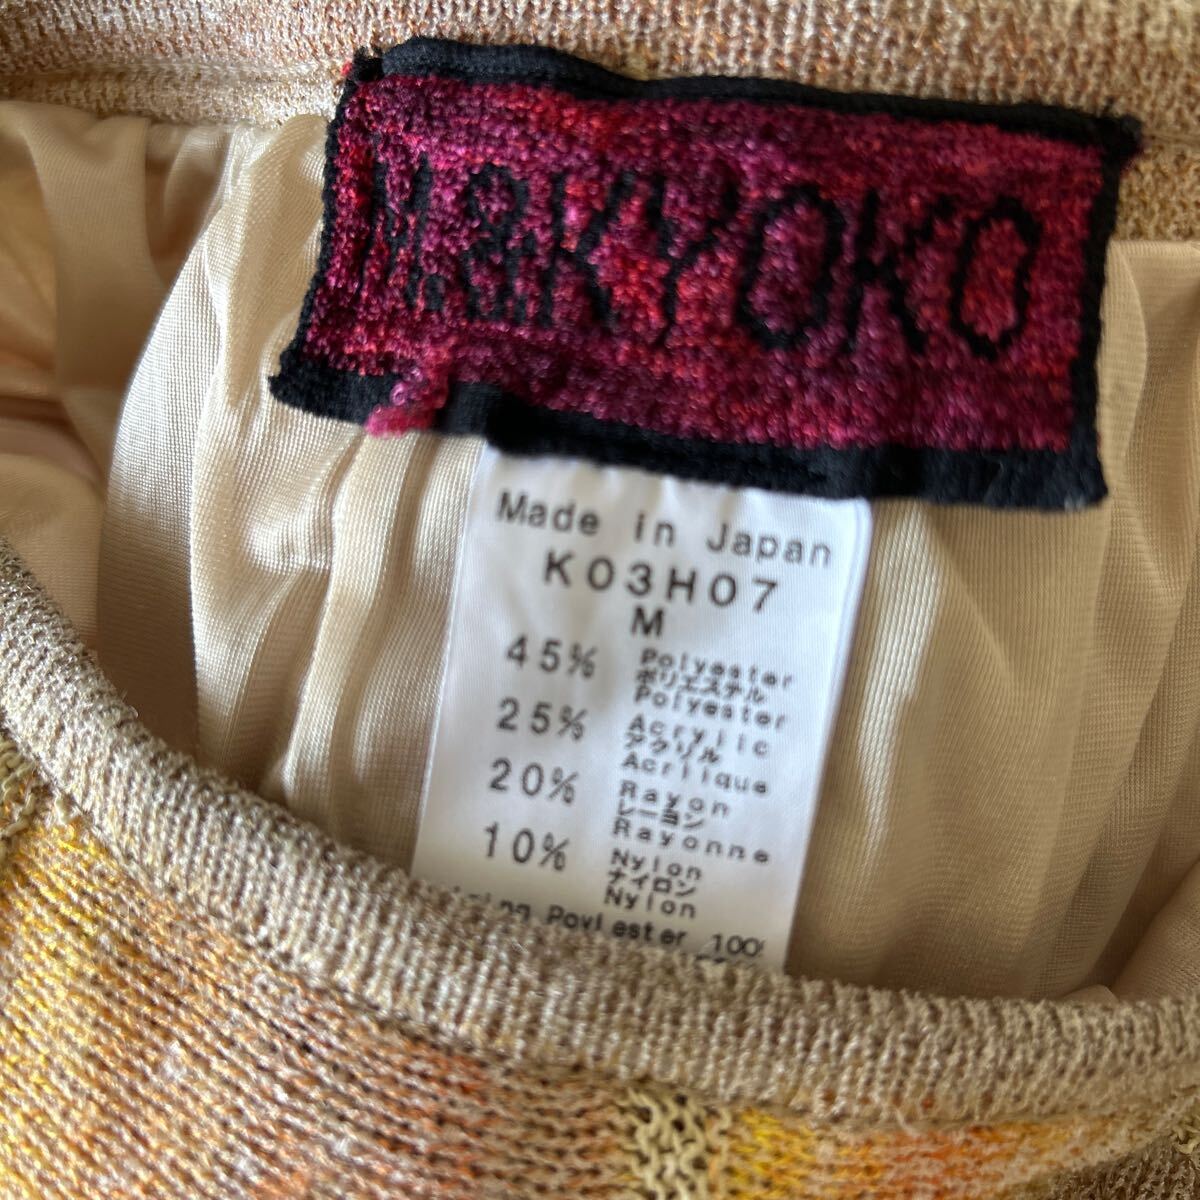 M.&KYOKO
Made in Japan
K03H07
M
45% Polyester
ポリエステル
Polyester
25% Acrylic
アクリル
Acrilique
20% Rayon
レーヨン
Rayonne
10% Nylon
ナイロン
Nylon
Poylester 100%